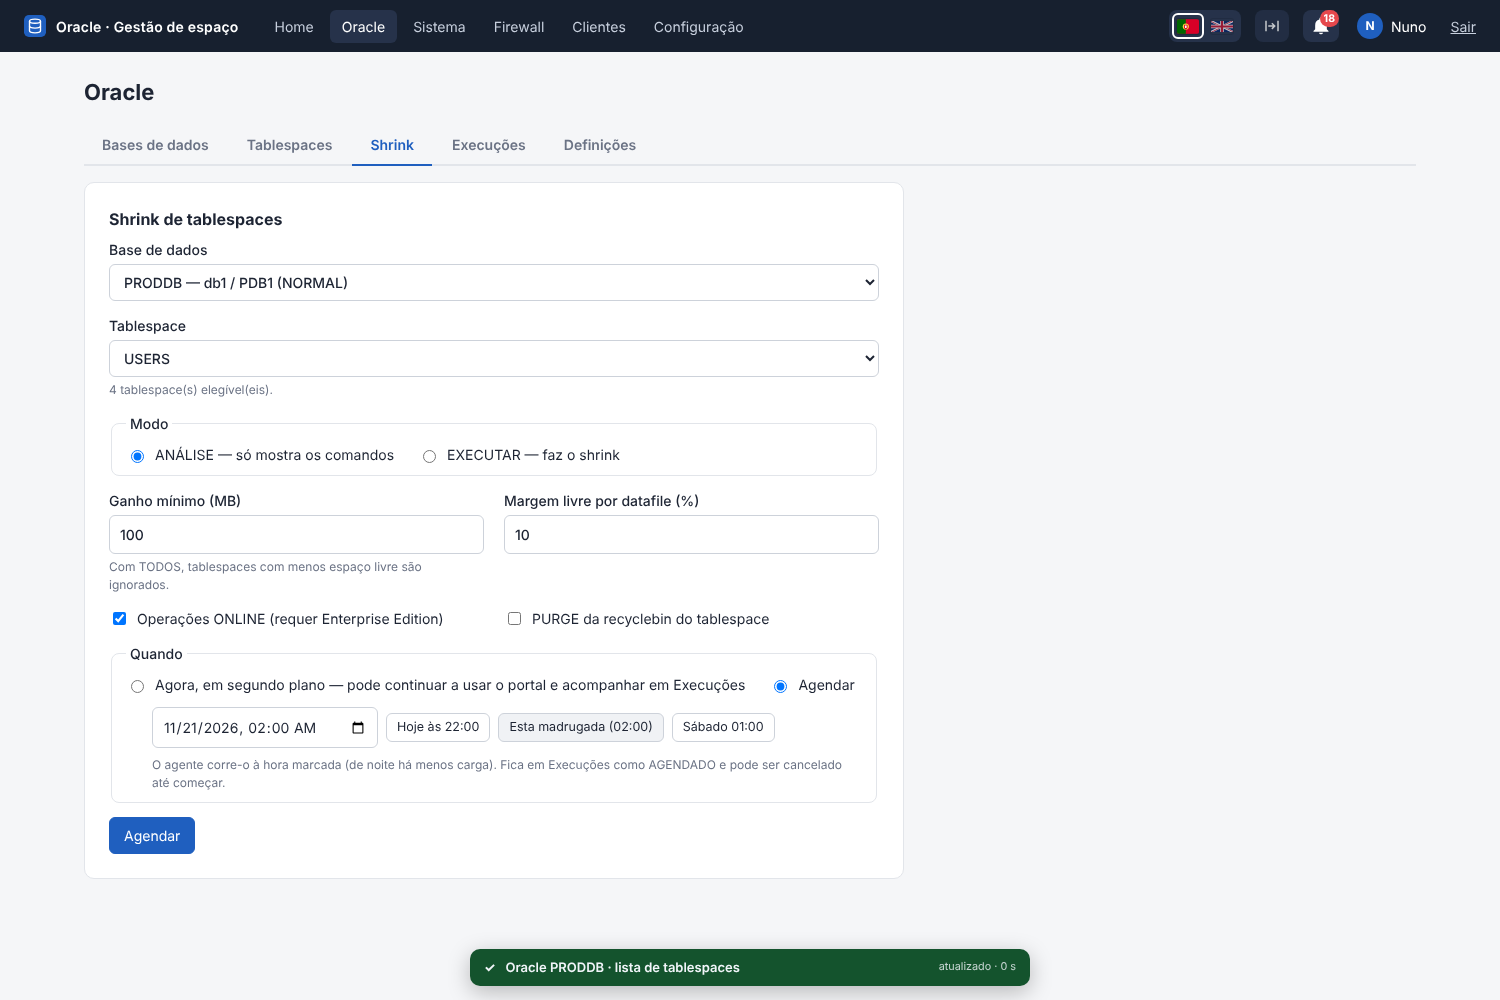 Oracle · Gestão de espaço
Home
Oracle
Sistema
Firewall
Clientes
Configuração
18
N
Nuno
Sair
Oracle
Bases de dados
Tablespaces
Shrink
Execuções
Definições
Shrink de tablespaces
Base de dados
PRODDB — db1 / PDB1 (NORMAL)
Tablespace
USERS
4 tablespace(s) elegível(eis).
Modo
ANÁLISE — só mostra os comandos
EXECUTAR — faz o shrink
Ganho mínimo (MB)
Margem livre por datafile (%)
100
10
Com TODOS, tablespaces com menos espaço livre são
ignorados.
Operações ONLINE (requer Enterprise Edition)
PURGE da recyclebin do tablespace
Quando
Agora, em segundo plano — pode continuar a usar o portal e acompanhar em Execuções
Agendar
11/21/2026, 02:00 AM
Hoje às 22:00
Esta madrugada (02:00)
Sábado 01:00
O agente corre-o à hora marcada (de noite há menos carga). Fica em Execuções como AGENDADO e pode ser cancelado
até começar.
Agendar
Oracle PRODDB · lista de tablespaces
atualizado · 0 s